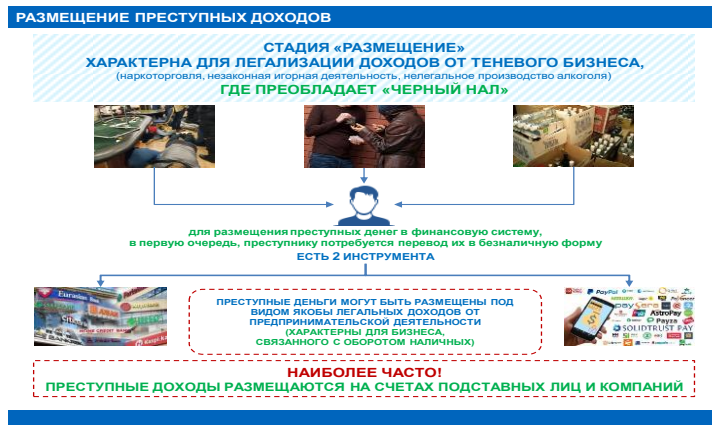 РАЗМЕЩЕНИЕ ПРЕСТУПНЫХ ДОХОДОВ
СТАДИЯ «РАЗМЕЩЕНИЕ»
ХАРАКТЕРНА ДЛЯ ЛЕГАЛИЗАЦИИ ДОХОДОВ ОТ ТЕНЕВОГО БИЗНЕСА,
(наркоторговля, незаконная игорная деятельность, нелегальное производство алкоголя)
ГДЕ ПРЕОБЛАДАЕТ «ЧЕРНЫЙ НАЛ»
для размещения преступных денег в финансовую систему,
в первую очередь, преступнику потребуется перевод их в безналичную форму
ЕСТЬ 2 ИНСТРУМЕНТА
Eurasian Bank
PayPal
AstroPay
Payza
SOLIDTRUST PAY
ПРЕСТУПНЫЕ ДЕНЬГИ МОГУТ БЫТЬ РАЗМЕЩЕНЫ ПОД
ВИДОМ ЯКОБЫ ЛЕГАЛЬНЫХ ДОХОДОВ ОТ
ПРЕДПРИНИМАТЕЛЬСКОЙ ДЕЯТЕЛЬНОСТИ
(ХАРАКТЕРНЫ ДЛЯ БИЗНЕСА,
СВЯЗАННОГО С ОБОРОТОМ НАЛИЧНЫХ)
НАИБОЛЕЕ ЧАСТО!
ПРЕСТУПНЫЕ ДОХОДЫ РАЗМЕЩАЮТСЯ НА СЧЕТАХ ПОДСТАВНЫХ ЛИЦ И КОМПАНИЙ